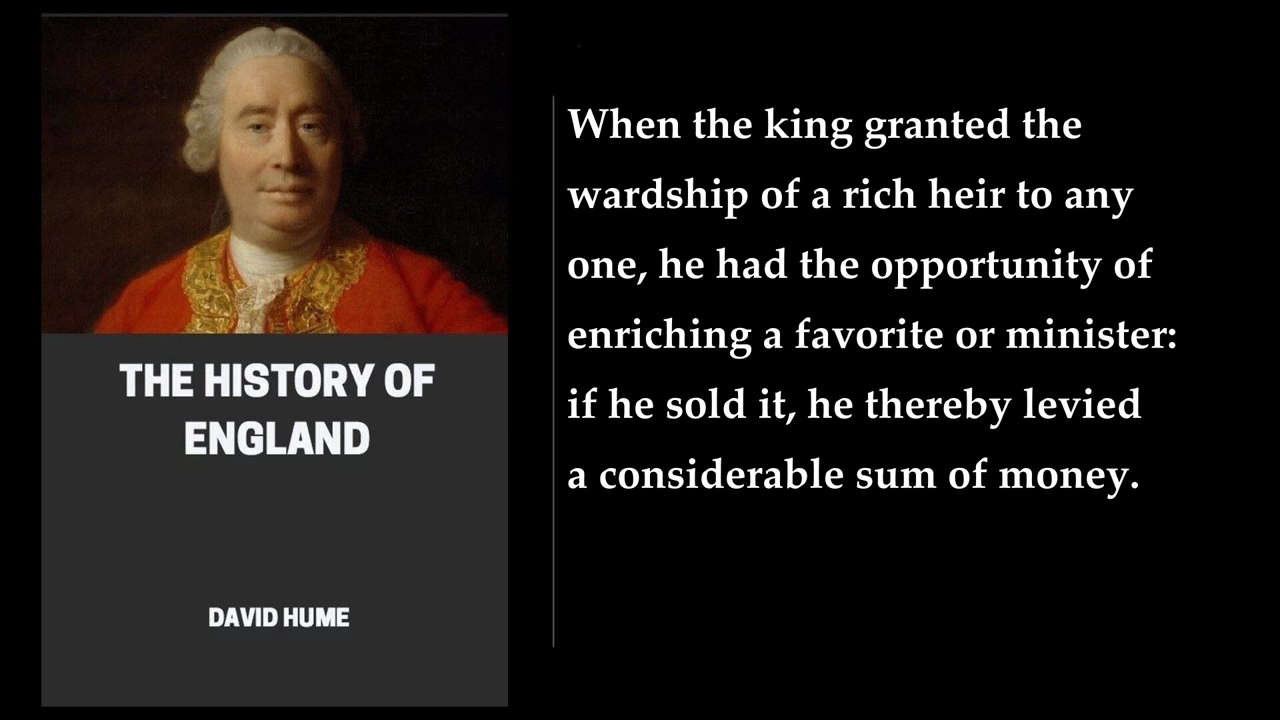 THE HISTORY OF
ENGLAND
DAVID HUME
When the king granted the
wardship of a rich heir to any
one, he had the opportunity of
enriching a favorite or minister:
if he sold it, he thereby levied
a considerable sum of money.